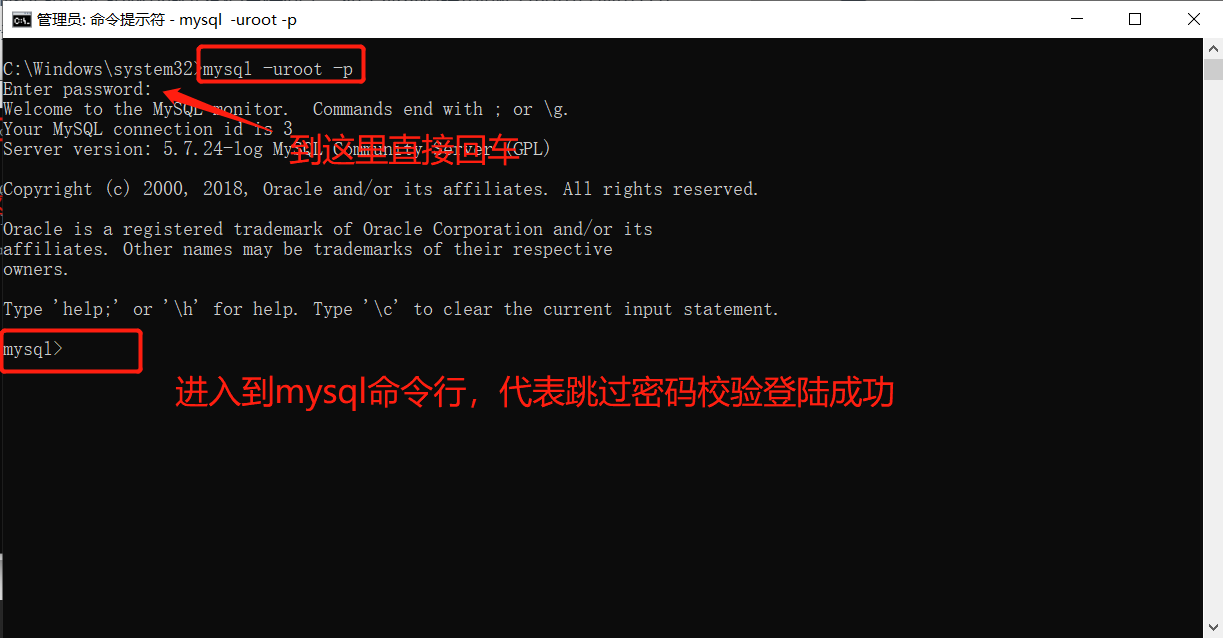 管理员: 命令提示符 - mysql  -uroot -p
C:\Windows\system32>mysql -uroot -p
Enter password:
Welcome to the MySQL monitor.  Commands end with ; or \g.
Your MySQL connection id is 3
到这里直接回车
Server version: 5.7.24-log MySQL Community Server (GPL)
Copyright (c) 2000, 2018, Oracle and/or its affiliates. All rights reserved.
Oracle is a registered trademark of Oracle Corporation and/or its
affiliates. Other names may be trademarks of their respective
owners.
Type 'help;' or '\h' for help. Type '\c' to clear the current input statement.
mysql>
进入到mysql命令行，代表跳过密码校验登陆成功